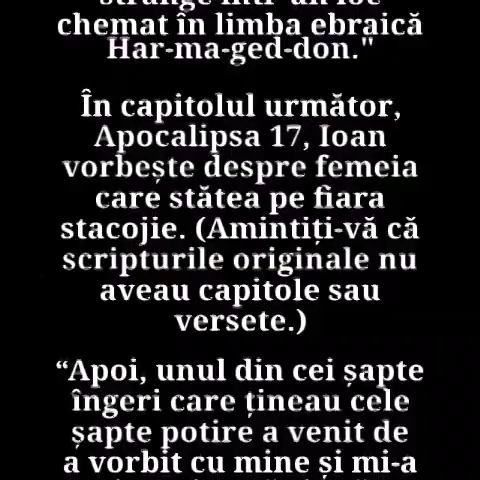 chemat în limba ebraică
Har-ma-ged-don."
În capitolul următor,
Apocalipsa 17, Ioan
vorbește despre femeia
care stătea pe fiara
stacojie. (Amintiți-vă că
scripturile originale nu
aveau capitole sau
versete.)
“Apoi, unul din cei șapte
îngeri care țineau cele
șapte potire a venit de
a vorbit cu mine și mi-a